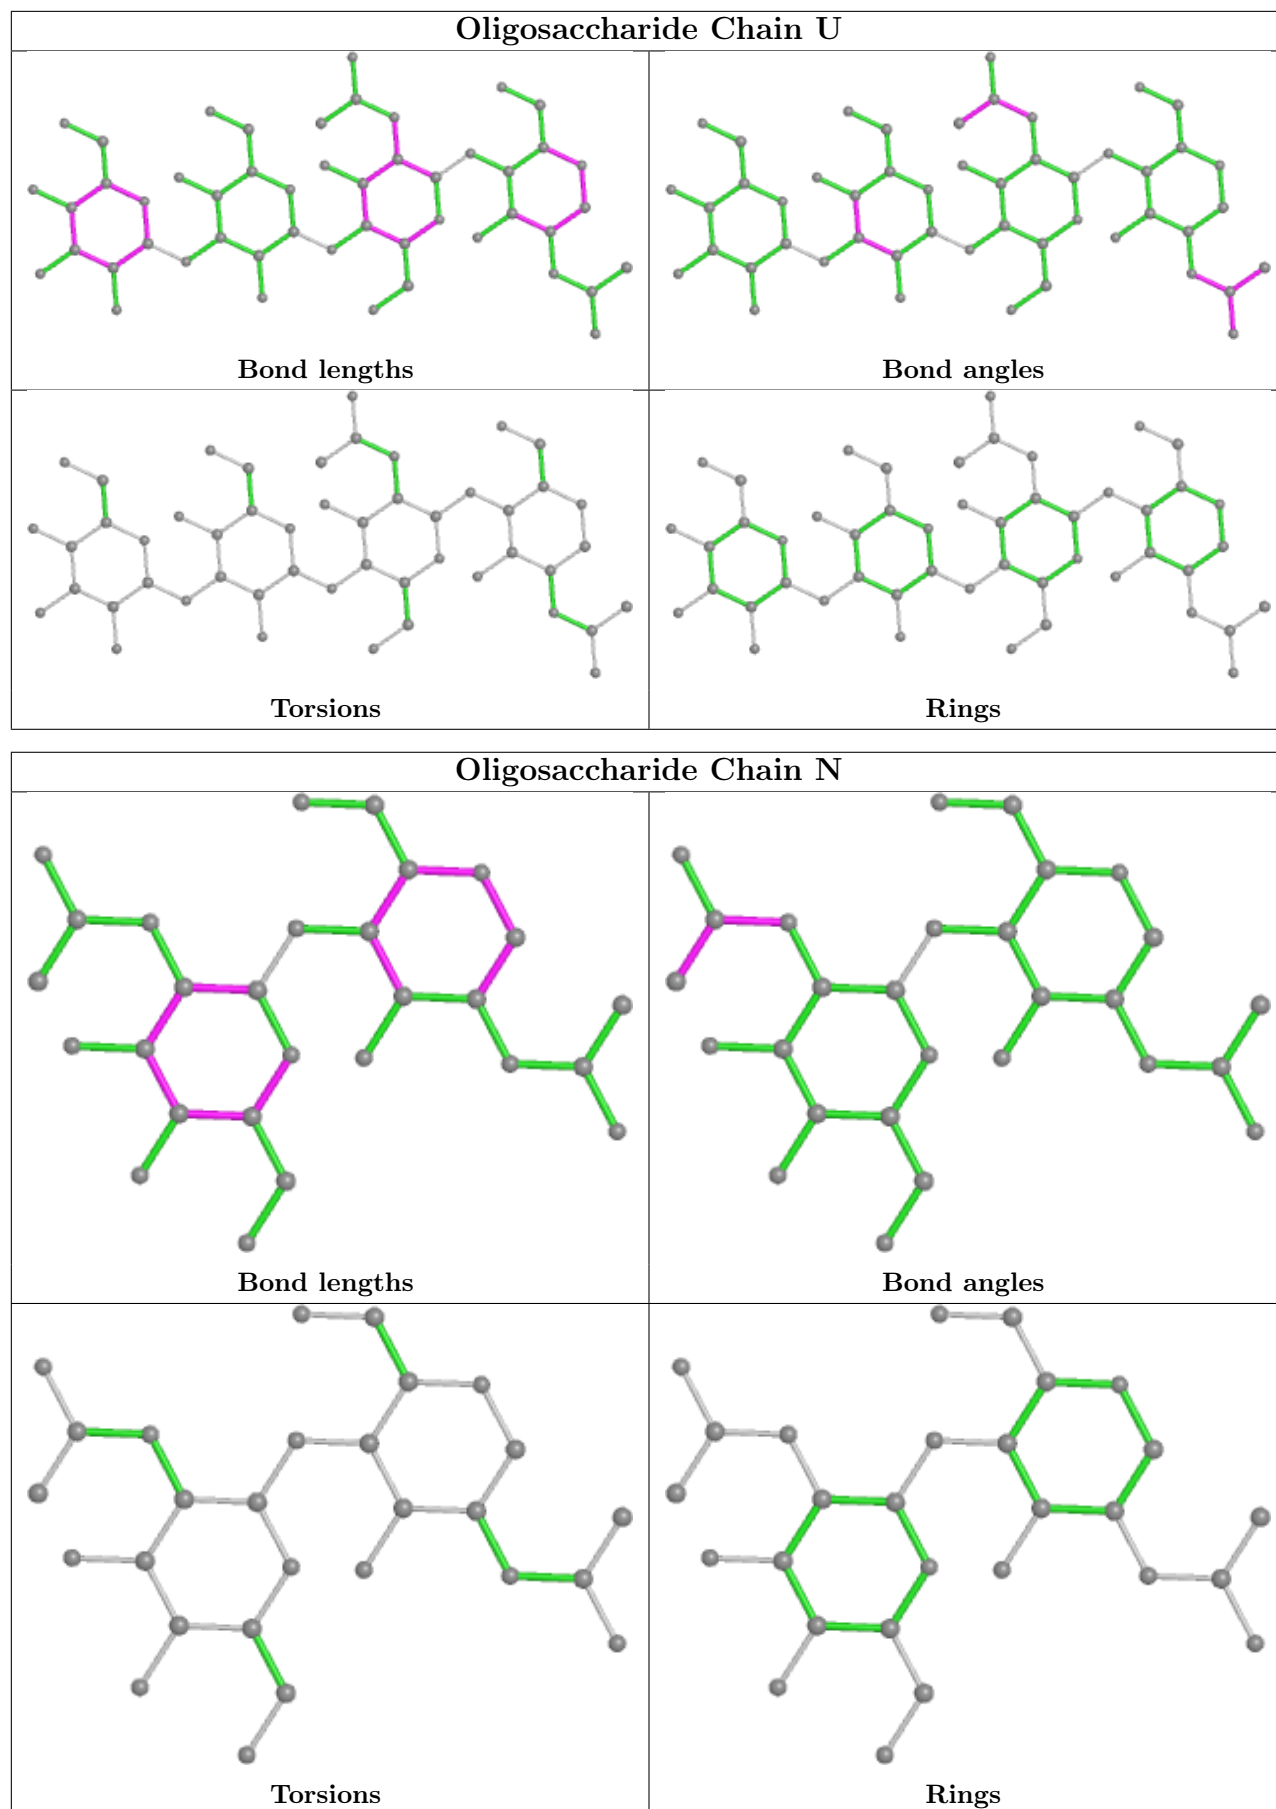 Oligosaccharide Chain U
Bond lengths
Bond angles
Torsions
Rings
Oligosaccharide Chain N
Bond lengths
Bond angles
Torsions
Rings